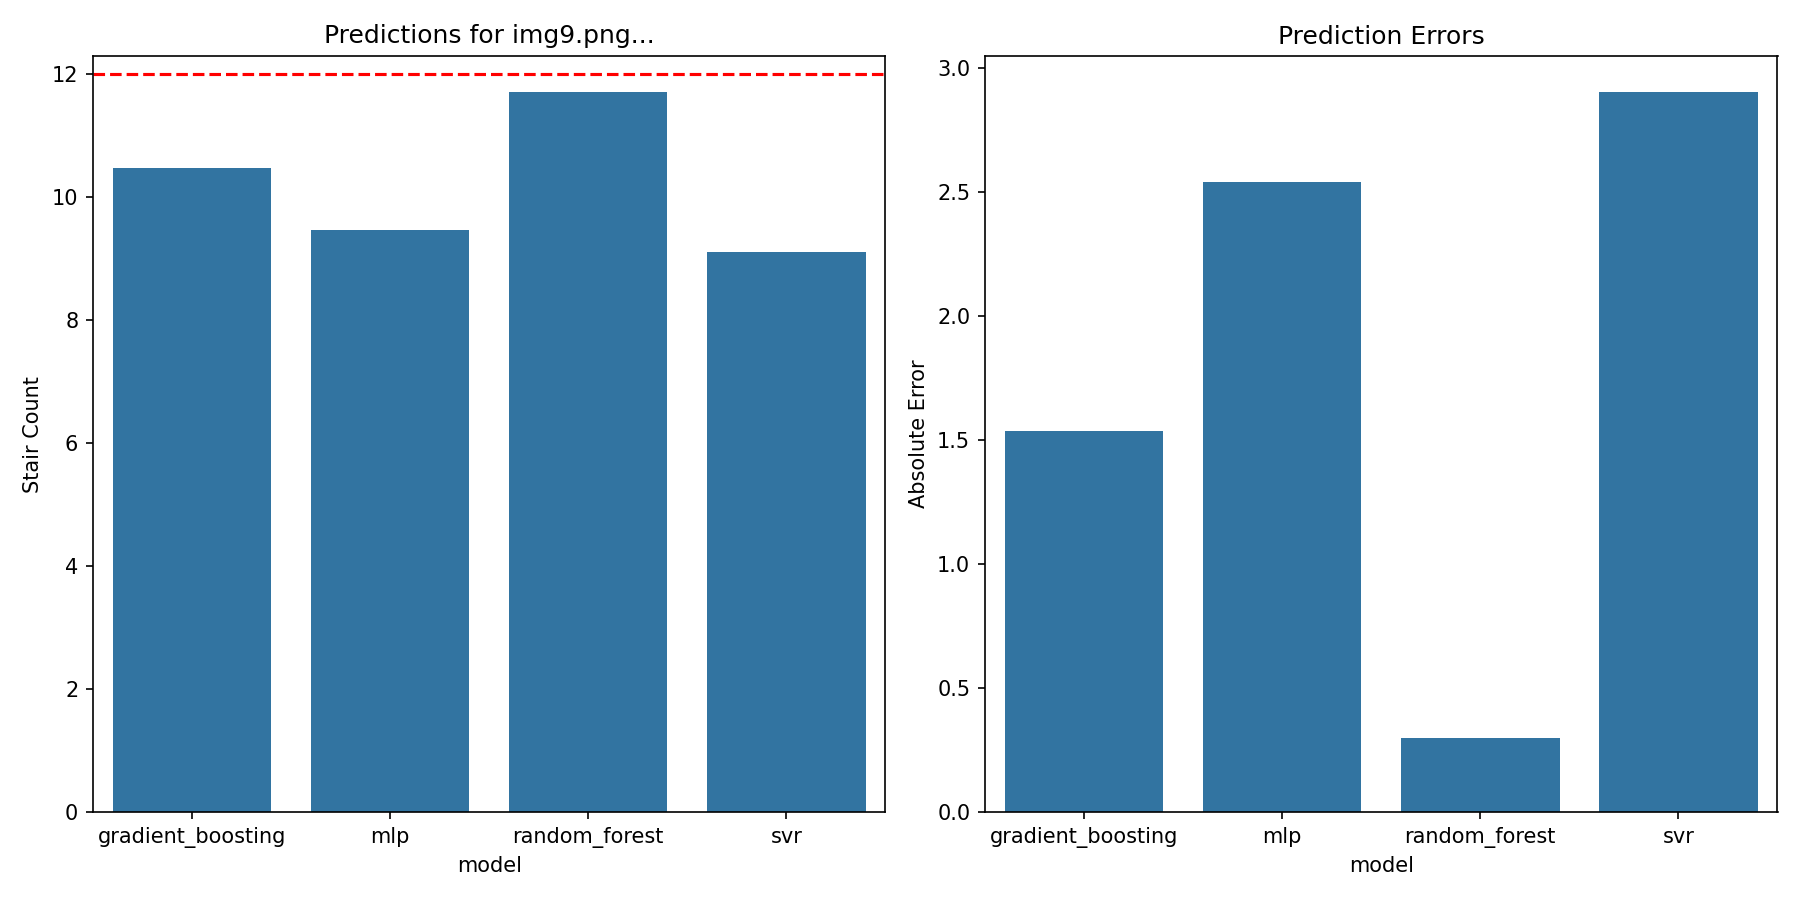 Predictions for img9.png...
12
10
8
6
4
2
0
Stair Count
gradient_boosting mlp random_forest svr
model
Prediction Errors
3.0
2.5
2.0
1.5
1.0
0.5
0.0
Absolute Error
gradient_boosting mlp random_forest svr
model